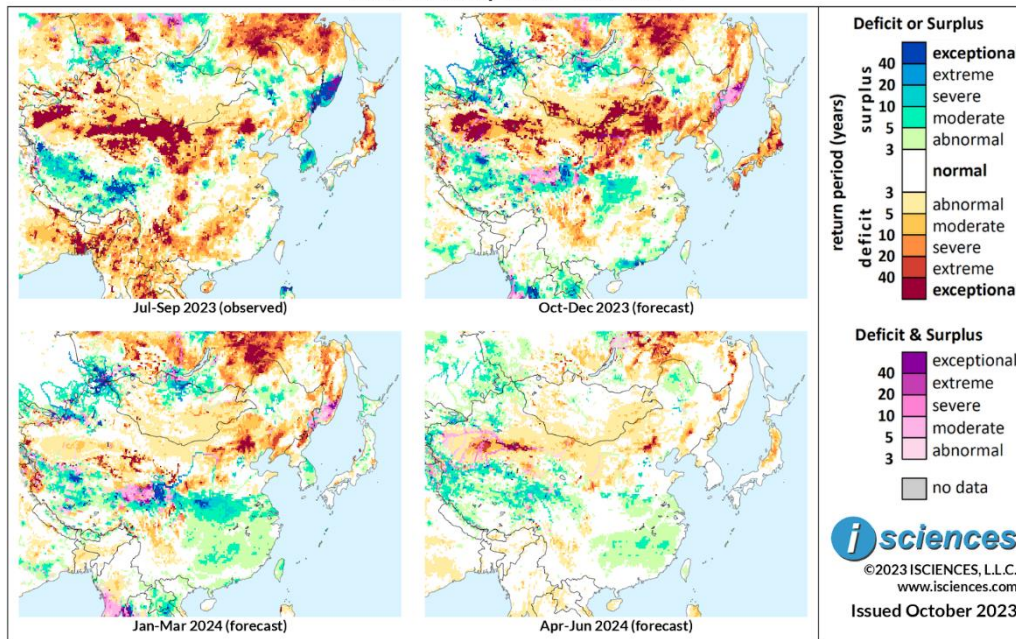 Jul-Sep 2023 (observed)
Oct-Dec 2023 (forecast)
Jan-Mar 2024 (forecast)
Apr-Jun 2024 (forecast)
Deficit or Surplus
exceptional
40
extreme
20
severe
10
moderate
5
abnormal
3
normal
3
abnormal
5
moderate
10
severe
20
extreme
40
exceptional
return period (years)
surplus
deficit
Deficit & Surplus
exceptional
40
extreme
20
severe
10
moderate
5
abnormal
3
no data
i sciences
©2023 ISCIENCES, L.L.C.
www.isciences.com
Issued October 2023